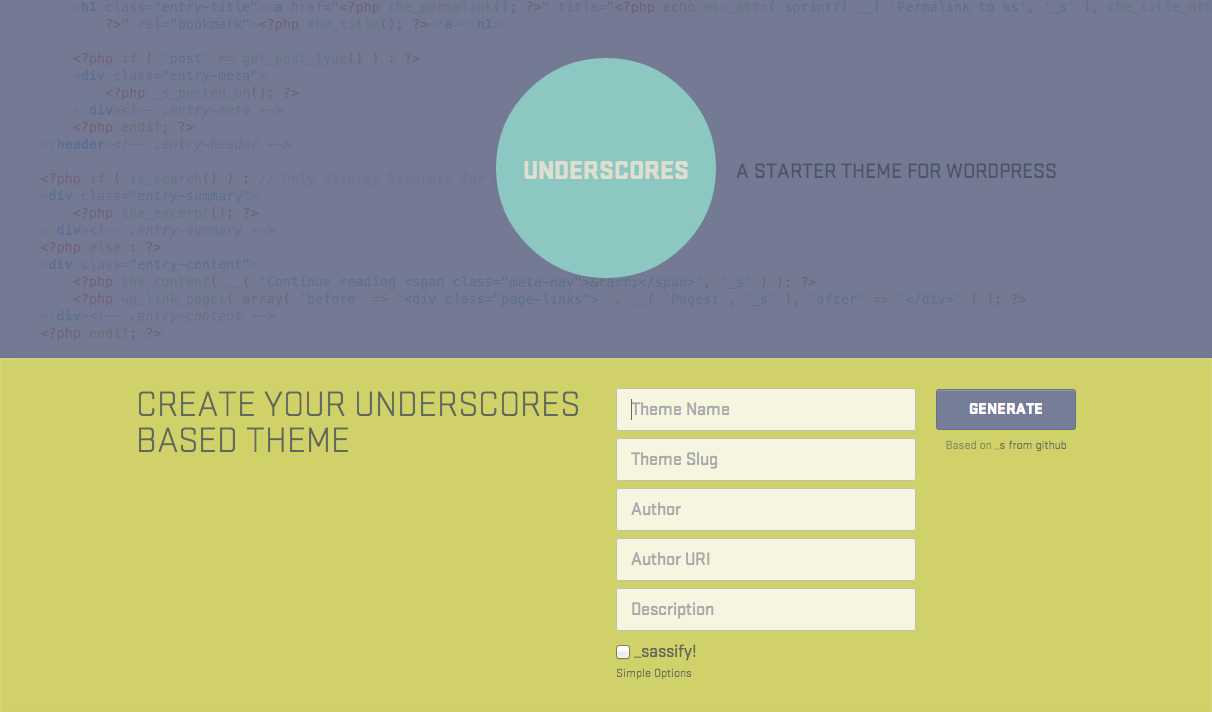 <h1 class="entry-title"><a href="<?php the_permalink(); ?>" title="<?php echo esc_attr( sprintf( __( 'Permalink to %s', '_s' ), the_title_att
?>" rel="bookmark"><?php the_title(); ?></a></h1>
<?php if ( 'post' == get_post_type() ) : ?>
<div class="entry-meta">
<?php _s_posted_on(); ?>
</div><!-- .entry-meta -->
<?php endif; ?>
</header><!-- .entry-header -->
<?php if ( is_search() ) : // Only display Excerpts for
<div class="entry-summary">
<?php the_excerpt(); ?>
</div><!-- .entry-summary -->
<?php else : ?>
<div class="entry-content">
<?php the_content( __( 'Continue reading <span class="meta-nav">&rarr;</span>', '_s' ) ); ?>
<?php wp_link_pages( array( 'before' => '<div class="page-links">' . __( 'Pages:', '_s' ), 'after' => '</div>' ) ); ?>
</div><!-- .entry-content -->
<?php endif; ?>
UNDERSCORES
A STARTER THEME FOR WORDPRESS
CREATE YOUR UNDERSCORES
BASED THEME
Theme Name
Theme Slug
Author
Author URI
Description
_sassify!
Simple Options
GENERATE
Based on _s from github